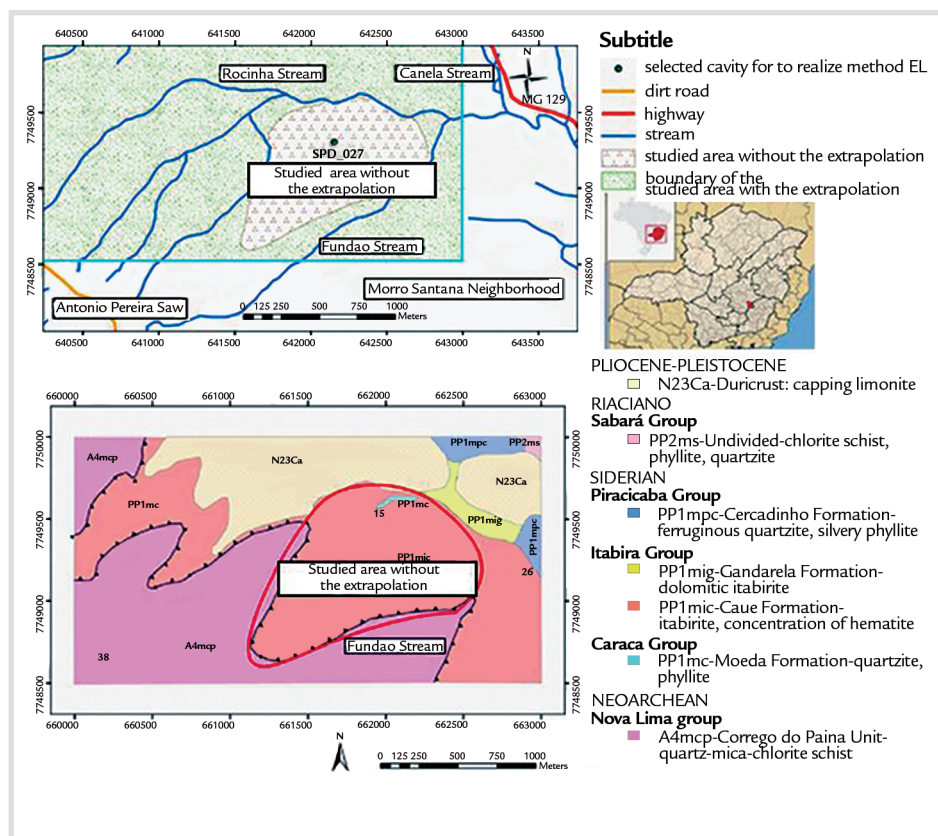 640500 641000 641500 642000 642500 643000 643500
Rocinha Stream
Canela Stream
N
MG 129
7749500
7749000
7748500
SPD_027
Studied area without
the extrapolation
Fundao Stream
Morro Santana Neighborhood
Antonio Pereira Saw
0 125 250 500 750 1000
Meters
640500 641000 641500 642000 642500 643000 643500
7749500
7749000
7748500
Subtitle
selected cavity for to realize method EL
dirt road
highway
stream
studied area without the extrapolation
boundary of the
studied area with the extrapolation
PLIOCENE-PLEISTOCENE
N23Ca-Duricrust: capping limonite
RIACIANO
Sabará Group
PP2ms-Undivided-chlorite schist,
phyllite, quartzite
SIDERIAN
Piracicaba Group
PP1mpc-Cercadinho Formation-
ferruginous quartzite, silvery phyllite
Itabira Group
PP1mig-Gandarela Formation-
dolomitic itabirite
PP1mic-Caue Formation-
itabirite, concentration of hematite
Caraca Group
PP1mc-Moeda Formation-quartzite,
phyllite
NEOARCHEAN
Nova Lima group
A4mcp-Corrego do Paina Unit-
quartz-mica-chlorite schist
660000 660500 661000 661500 662000 662500 663000
7750000
7749500
7749000
7748500
A4mcp
N23Ca
PP1mpc
PP2ms
N23Ca
PP1mc
PP1mc
15
PP1mig
PP1mpc
26
PP1mic
Studied area without
the extrapolation
A4mcp
38
Fundao Stream
7750000
7749500
7749000
7748500
660000 660500 661000 661500 662000 662500 663000
N
0 125 250 500 750 1000
Meters